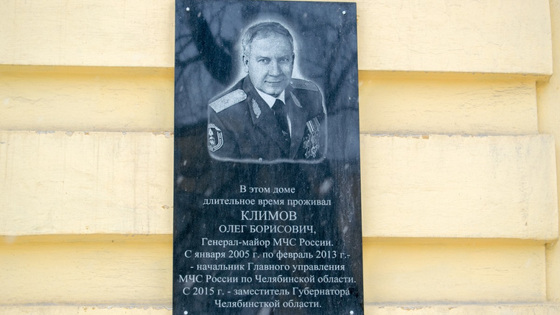 В этом доме
длительное время проживал
КЛИМОВ
ОЛЕГ БОРИСОВИЧ,
Генерал-майор МЧС России.
С января 2005 г. по февраль 2013 г.-
- начальник Главного управления
МЧС России по Челябинской области.
С 2015 г. - заместитель Губернатора
Челябинсткой области.